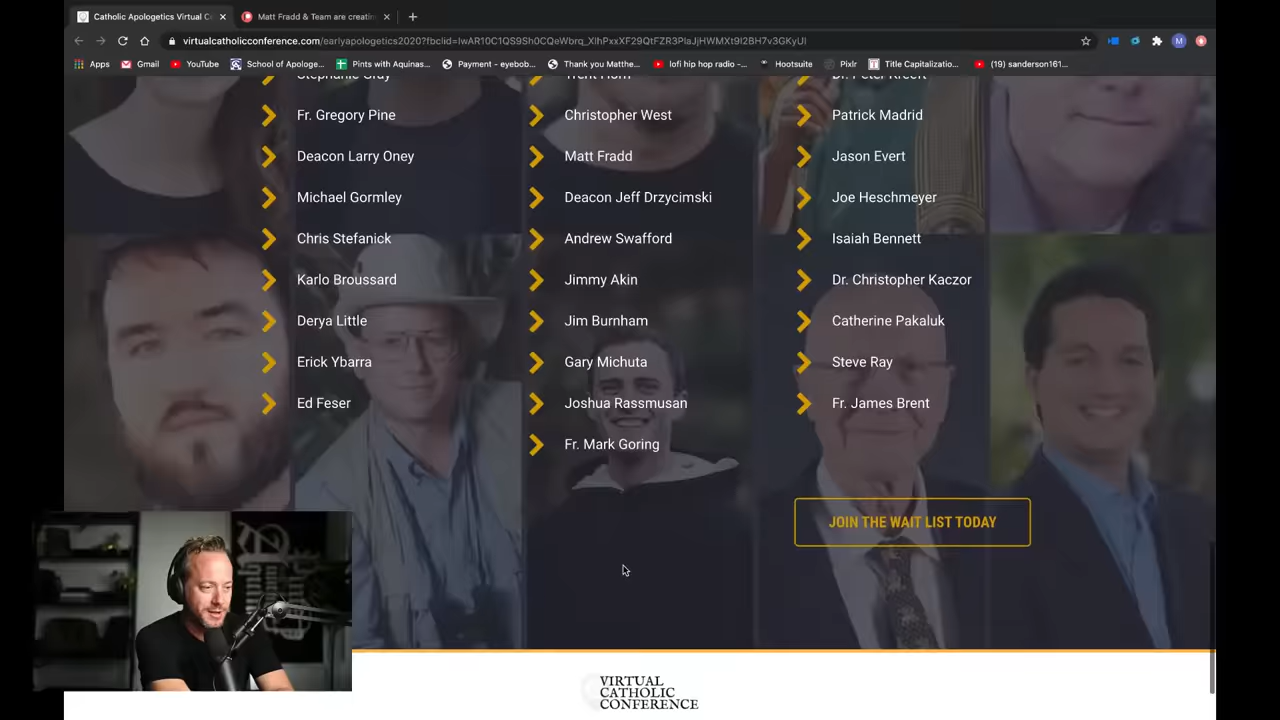 Catholic Apologetics Virtual C
Matt Fradd & Team are creatin
virtualcatholicconference.com/earlyapologetics2020?fbclid=IwAR10C1QS9Sh0CQeWbrq_XlhPxxXF29QtFZR3PlaJjHWMXt9I2BH7v3GKyUI
M
Apps Gmail YouTube School of Apologe... Pints with Aquinas... Payment - eyebob... Thank you Matthe... lofi hip hop radio -... Hootsuite Pixlr Title Capitalizatio... (19) sanderson161...
Stephanie Gray Trent Horn Dr. Peter Kreeft
Fr. Gregory Pine Christopher West Patrick Madrid
Deacon Larry Oney Matt Fradd Jason Evert
Michael Gormley Deacon Jeff Drzycimski Joe Heschmeyer
Chris Stefanick Andrew Swafford Isaiah Bennett
Karlo Broussard Jimmy Akin Dr. Christopher Kaczor
Derya Little Jim Burnham Catherine Pakaluk
Erick Ybarra Gary Michuta Steve Ray
Ed Feser Joshua Rassmusan Fr. James Brent
Fr. Mark Goring
JOIN THE WAIT LIST TODAY
VIRTUAL
CATHOLIC
CONFERENCE